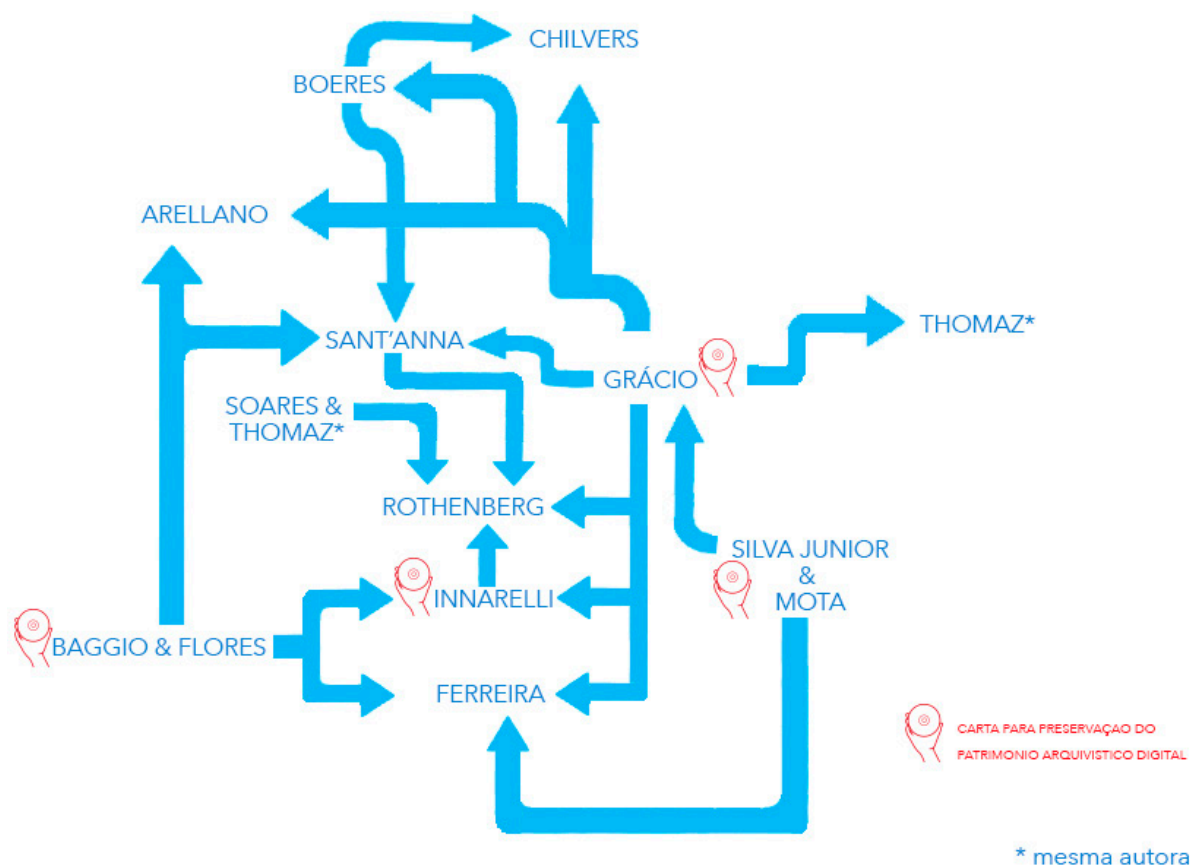 CHILVERS
BOERES
ARELLANO
THOMAZ*
SANT'ANNA
GRÁCIO
SOARES &
THOMAZ*
ROTHENBERG
SILVA JUNIOR
&
MOTA
INNARELLI
BAGGIO & FLORES
FERREIRA
CARTA PARA PRESERVAÇAO DO
PATRIMONIO ARQUIVISTICO DIGITAL
* mesma autora